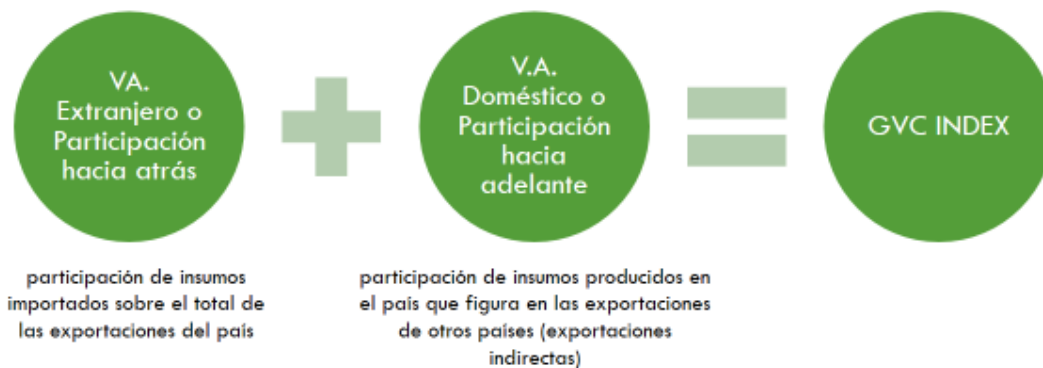 VA.
Extranjero o
Participación
hacia atrás
V.A.
Doméstico o
Participación
hacia
adelante
GVC INDEX
participación de insumos
importados sobre el total de
las exportaciones del país
participación de insumos producidos en
el país que figura en las exportaciones
de otros países (exportaciones
indirectas)